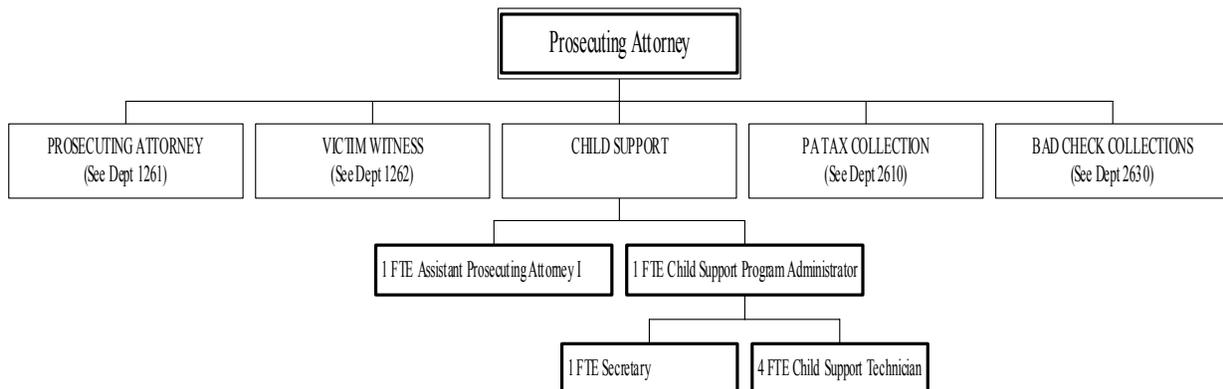 Prosecuting Attorney
PROSECUTING ATTORNEY
(See Dept 1261)
VICTIM WITNESS
(See Dept 1262)
CHILD SUPPORT
PA TAX COLLECTION
(See Dept 2610)
BAD CHECK COLLECTIONS
(See Dept 2630)
1 FTE Assistant Prosecuting Attorney I
1 FTE Child Support Program Administrator
1 FTE Secretary
4 FTE Child Support Technician